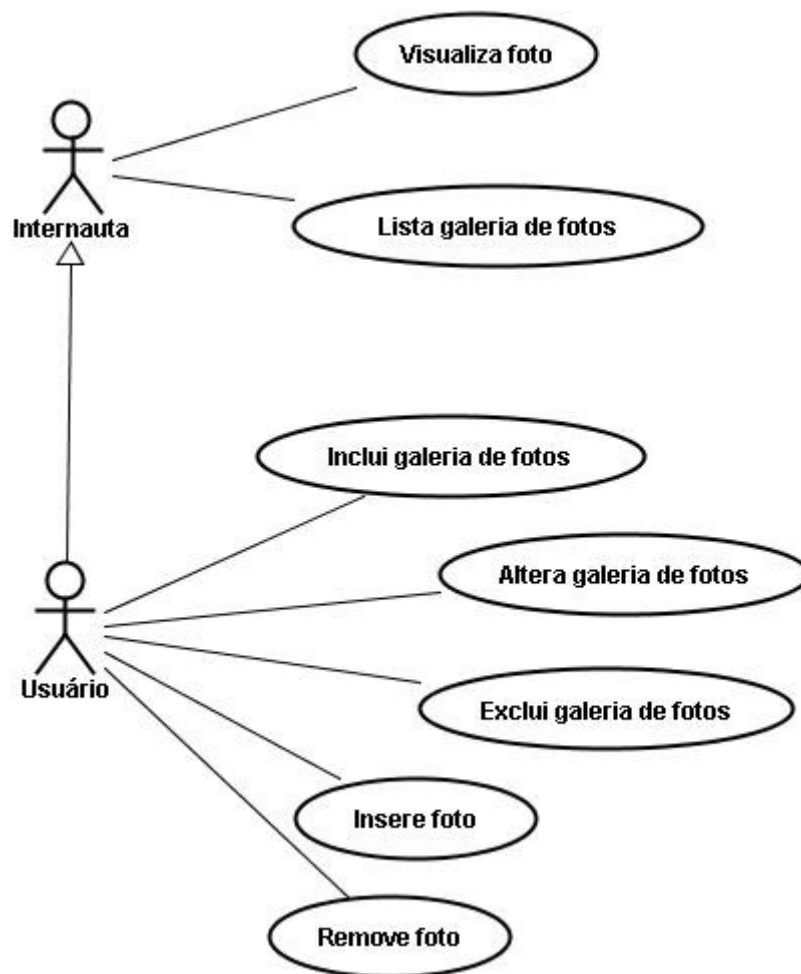 Visualiza foto
Internauta
Lista galeria de fotos
Inclui galeria de fotos
Altera galeria de fotos
Usuário
Exclui galeria de fotos
Insere foto
Remove foto